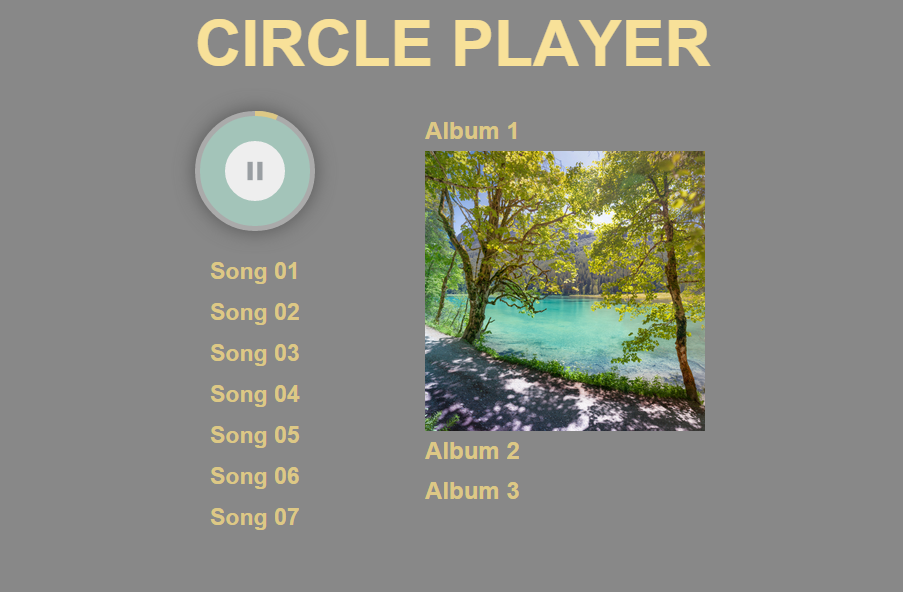 CIRCLE PLAYER
Song 01
Song 02
Song 03
Song 04
Song 05
Song 06
Song 07
Album 1
Album 2
Album 3